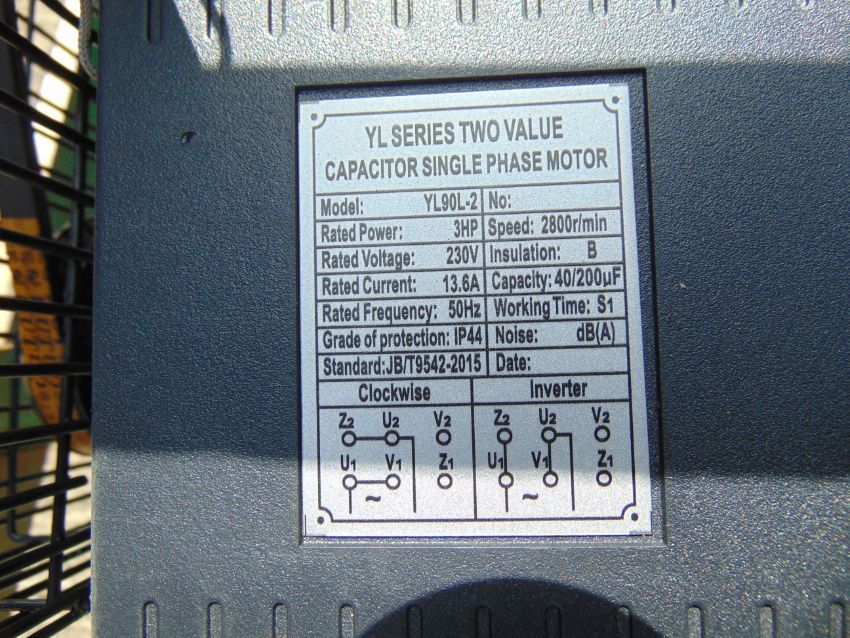 YL SERIES TWO VALUE
CAPACITOR SINGLE PHASE MOTOR
Model: YL90L-2 No:
Rated Power: 3HP Speed: 2800r/min
Rated Voltage: 230V Insulation: B
Rated Current: 13.6A Capacity: 40/200μF
Rated Frequency: 50Hz Working Time: S1
Grade of protection: IP44 Noise: dB(A)
Standard:JB/T9542-2015 Date:
Clockwise Inverter
Z2 U2 V2 Z2 U2 V2
U1 V1 Z1 U1 V1 Z1
~ ~